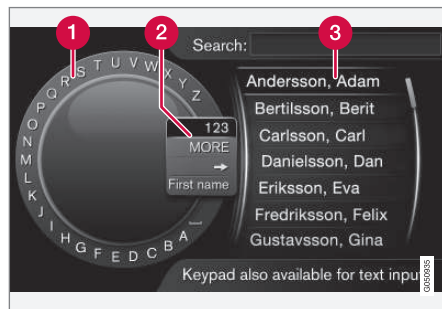 1
2
3
Search:
A B C D E F G H I J K L M N O P Q R S T U V W X Y Z
123
MORE
→
First name
Andersson, Adam
Bertilsson, Berit
Carlsson, Carl
Danielsson, Dan
Eriksson, Eva
Fredriksson, Felix
Gustavsson, Gina
Keypad also available for text input
G050935